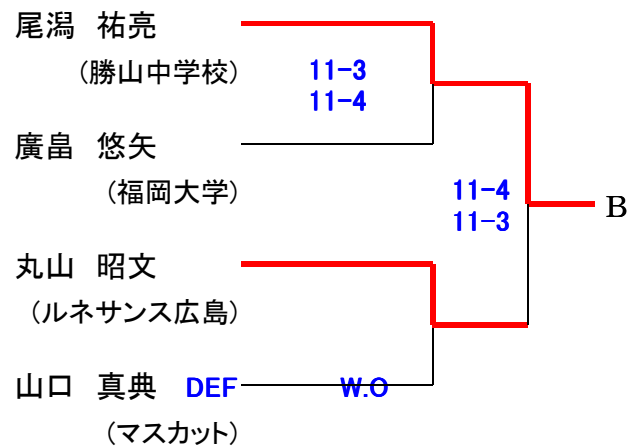 尾潟 祐亮
(勝山中学校)
11-3
11-4
廣畠 悠矢
(福岡大学)
11-4
11-3
B
丸山 昭文
(ルネサンス広島)
山口 真典 DEF W.O
(マスカット)